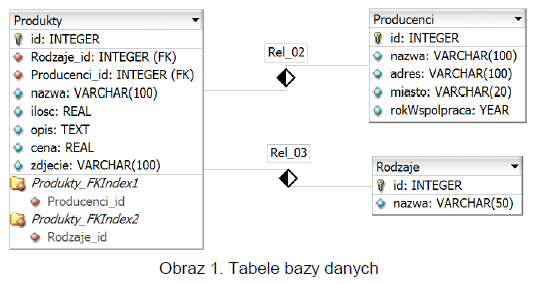 Produkty
id: INTEGER
Rodzaje_id: INTEGER (FK)
Producenci_id: INTEGER (FK)
nazwa: VARCHAR(100)
ilosc: REAL
opis: TEXT
cena: REAL
zdjecie: VARCHAR(100)
Produkty_FKIndex1
Producenci_id
Produkty_FKIndex2
Rodzaje_id
Rel_02
Rel_03
Producenci
id: INTEGER
nazwa: VARCHAR(100)
adres: VARCHAR(100)
miasto: VARCHAR(20)
rokWspolpraca: YEAR
Rodzaje
id: INTEGER
nazwa: VARCHAR(50)
Obraz 1. Tabele bazy danych